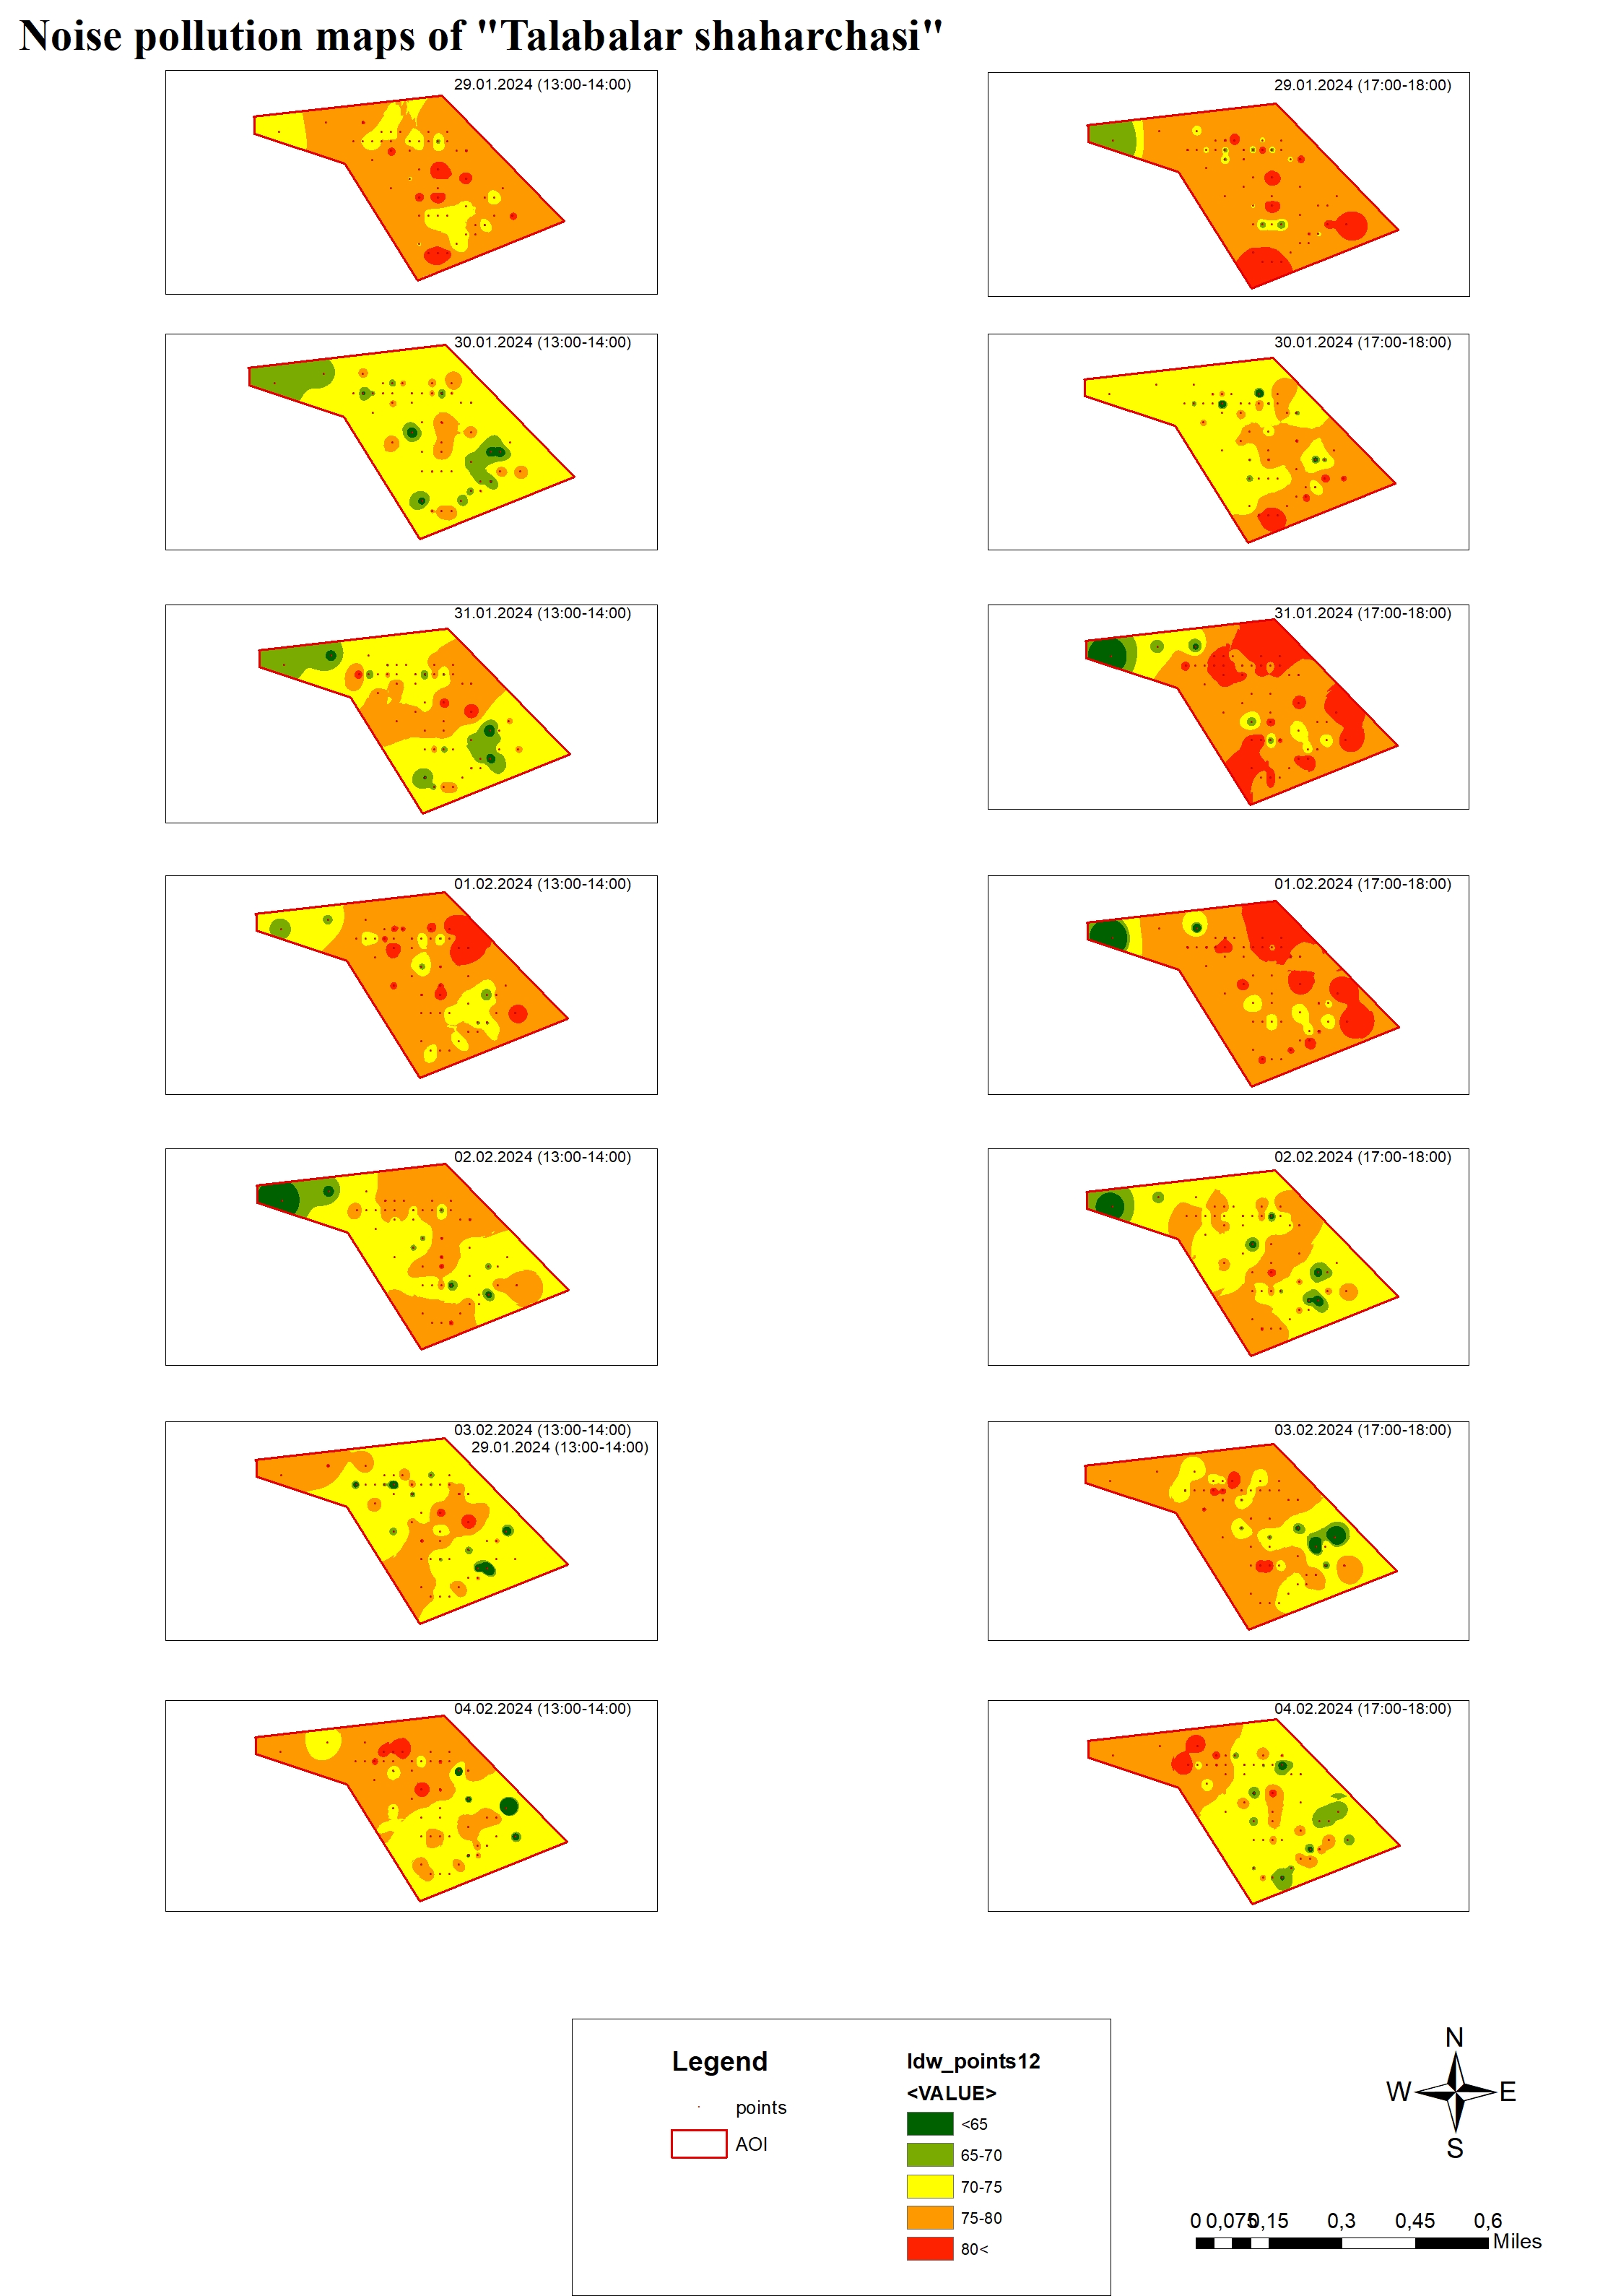 Noise pollution maps of "Talabalar shaharchasi"
29.01.2024 (13:00-14:00)
29.01.2024 (17:00-18:00)
30.01.2024 (13:00-14:00)
30.01.2024 (17:00-18:00)
31.01.2024 (13:00-14:00)
31.01.2024 (17:00-18:00)
01.02.2024 (13:00-14:00)
01.02.2024 (17:00-18:00)
02.02.2024 (13:00-14:00)
02.02.2024 (17:00-18:00)
03.02.2024 (13:00-14:00)
29.01.2024 (13:00-14:00)
03.02.2024 (17:00-18:00)
04.02.2024 (13:00-14:00)
04.02.2024 (17:00-18:00)
Legend
points
AOI
Idw_points12
<VALUE>
<65
65-70
70-75
75-80
80<
N
W E
S
0 0,075 0,15 0,3 0,45 0,6
Miles